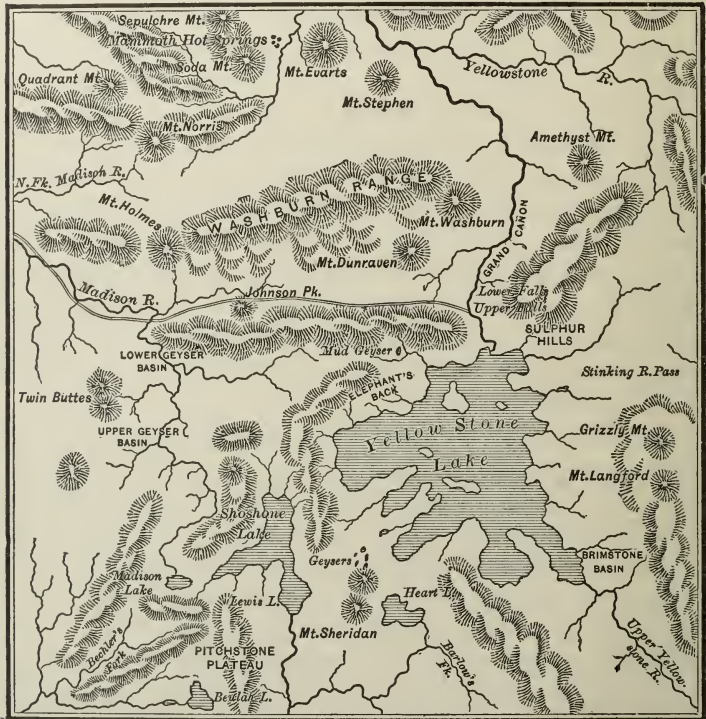 Sepulchre Mt.
Mammoth Hot Springs
Soda Mt.
Mt. Evarts
Yellowstone R.
Quadrant Mt.
Mt. Stephen
Mt. Norris
Amethyst Mt.
N. Fk. Madison R.
WASHBURN RANGE
Mt. Holmes
Mt. Washburn
GRAND CAÑON
Mt. Dunraven
Madison R.
Johnson Pk.
Lower Falls
Upper Falls
SULPHUR
HILLS
LOWER GEYSER
BASIN
Mud Geyser
Stinking R. Pass
ELEPHANT'S
BACK
Twin Buttes
Yellow Stone
Lake
UPPER GEYSER
BASIN
Grizzly Mt.
Mt. Langford
Shoshone
Lake
Geysers
BRIMSTONE
BASIN
Madison
Lake
Lewis L.
Heart L.
Mt. Sheridan
Bechler's
Fork
PITCHSTONE
PLATEAU
Barlow's
Fk.
Upper Yellow
stone R.
Beulah L.